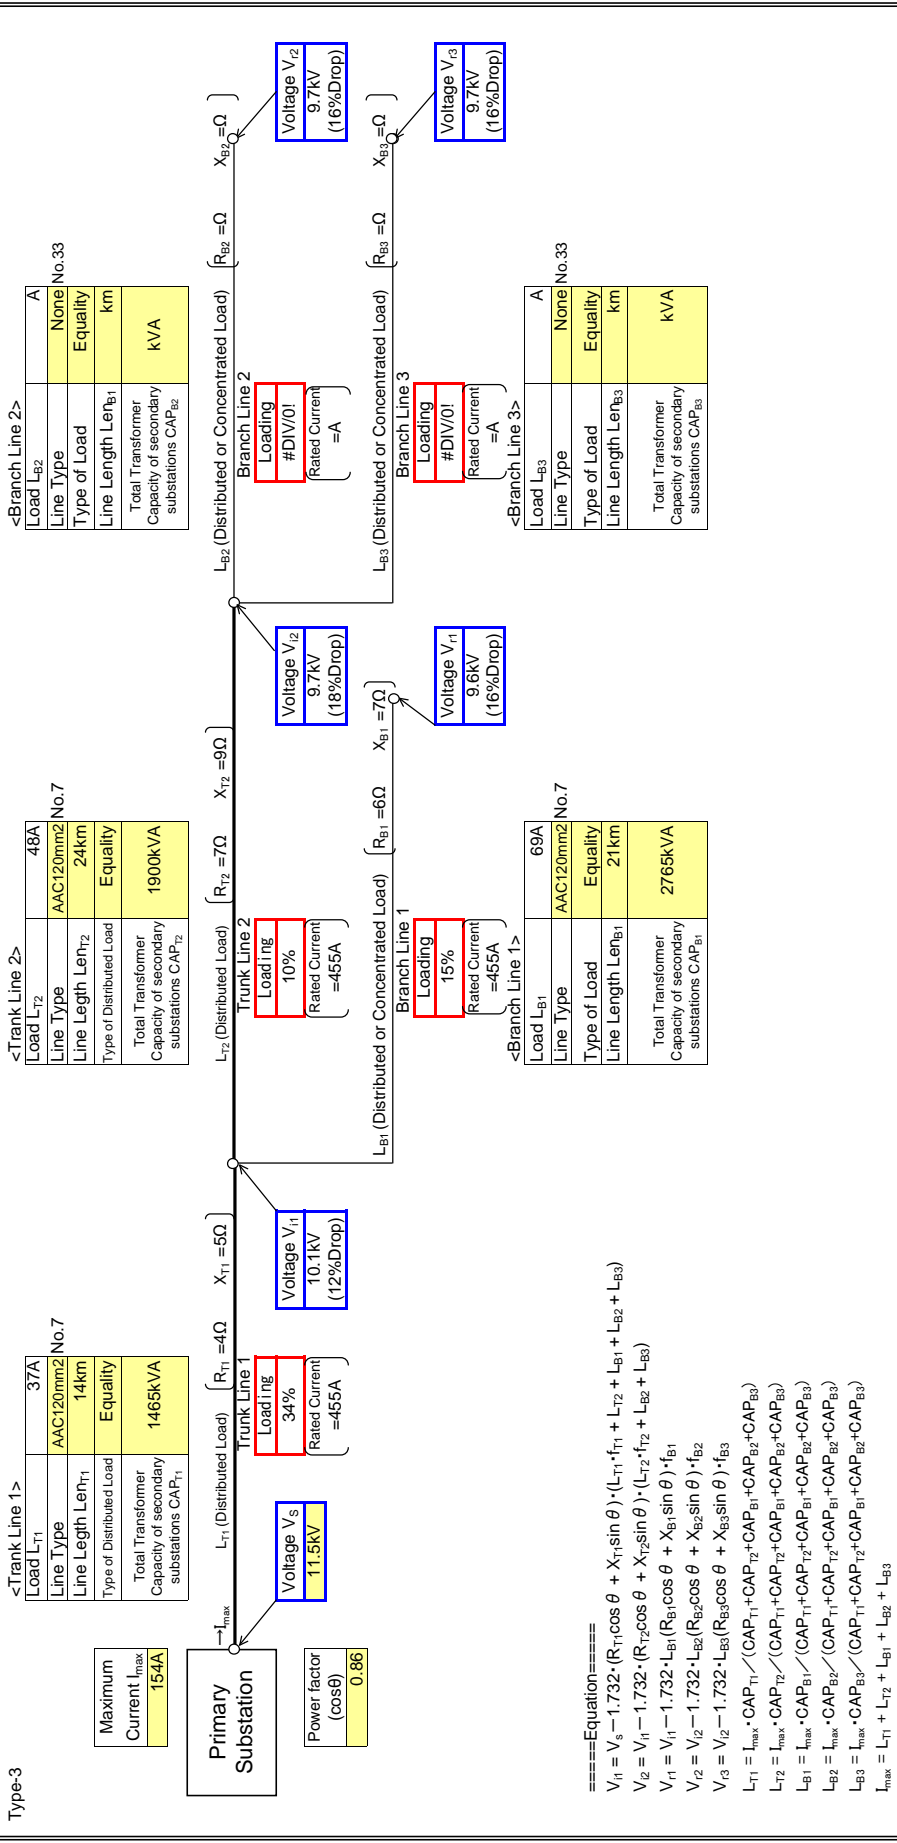 Type-3
Maximum
Current Imax
154A
Primary
Substation
Power factor
(cosθ)
0.86
→Imax
Voltage VS
11.5kV
<Trank Line 1>
Load LT1 37A
Line Type AAC120mm2 No.7
Line Legth LenT1 14km
Type of Distributed Load Equality
Total Transformer
Capacity of secondary
substations CAPT1
1465kVA
LT1 (Distributed Load) (RT1 =4Ω XT1 =5Ω)
Trunk Line 1
Loading
34%
(Rated Current
=455A)
Voltage Vi1
10.1kV
(12%Drop)
<Trank Line 2>
Load LT2 48A
Line Type AAC120mm2 No.7
Line Legth LenT2 24km
Type of Distributed Load Equality
Total Transformer
Capacity of secondary
substations CAPT2
1900kVA
LT2 (Distributed Load) (RT2 =7Ω XT2 =9Ω)
Trunk Line 2
Loading
10%
(Rated Current
=455A)
Voltage Vi2
9.7kV
(18%Drop)
LB1 (Distributed or Concentrated Load) (RB1 =6Ω XB1 =7Ω)
Branch Line 1
Loading
15%
(Rated Current
=455A)
Voltage Vr1
9.6kV
(16%Drop)
<Branch Line 1>
Load LB1 69A
Line Type AAC120mm2 No.7
Type of Load Equality
Line Length LenB1 21km
Total Transformer
Capacity of secondary
substations CAPB1
2765kVA
<Branch Line 2>
Load LB2 A
Line Type None No.33
Type of Load Equality
Line Length LenB1 km
Total Transformer
Capacity of secondary
substations CAPB2
kVA
LB2 (Distributed or Concentrated Load) (RB2 =Ω XB2 =Ω)
Branch Line 2
Loading
#DIV/0!
(Rated Current
=A)
Voltage Vr2
9.7kV
(16%Drop)
LB3 (Distributed or Concentrated Load) (RB3 =Ω XB3 =Ω)
Branch Line 3
Loading
#DIV/0!
(Rated Current
=A)
Voltage Vr3
9.7kV
(16%Drop)
<Branch Line 3>
Load LB3 A
Line Type None No.33
Type of Load Equality
Line Length LenB3 km
Total Transformer
Capacity of secondary
substations CAPB3
kVA
=====Equation=====
Vi1 = Vs－1.732･(RT1cos θ + XT1sin θ)･(LT1･fT1 + LT2 + LB1 + LB2 + LB3)
Vi2 = Vi1－1.732･(RT2cos θ + XT2sin θ)･(LT2･fT2 + LB2 + LB3)
Vr1 = Vi1－1.732･LB1(RB1cos θ + XB1sin θ)･fB1
Vr2 = Vi2－1.732･LB2(RB2cos θ + XB2sin θ)･fB2
Vr3 = Vi2－1.732･LB3(RB3cos θ + XB3sin θ)･fB3
LT1 = Imax･CAPT1／(CAPT1+CAPT2+CAPB1+CAPB2+CAPB3)
LT2 = Imax･CAPT2／(CAPT1+CAPT2+CAPB1+CAPB2+CAPB3)
LB1 = Imax･CAPB1／(CAPT1+CAPT2+CAPB1+CAPB2+CAPB3)
LB2 = Imax･CAPB2／(CAPT1+CAPT2+CAPB1+CAPB2+CAPB3)
LB3 = Imax･CAPB3／(CAPT1+CAPT2+CAPB1+CAPB2+CAPB3)
Imax = LT1 + LT2 + LB1 + LB2 + LB3